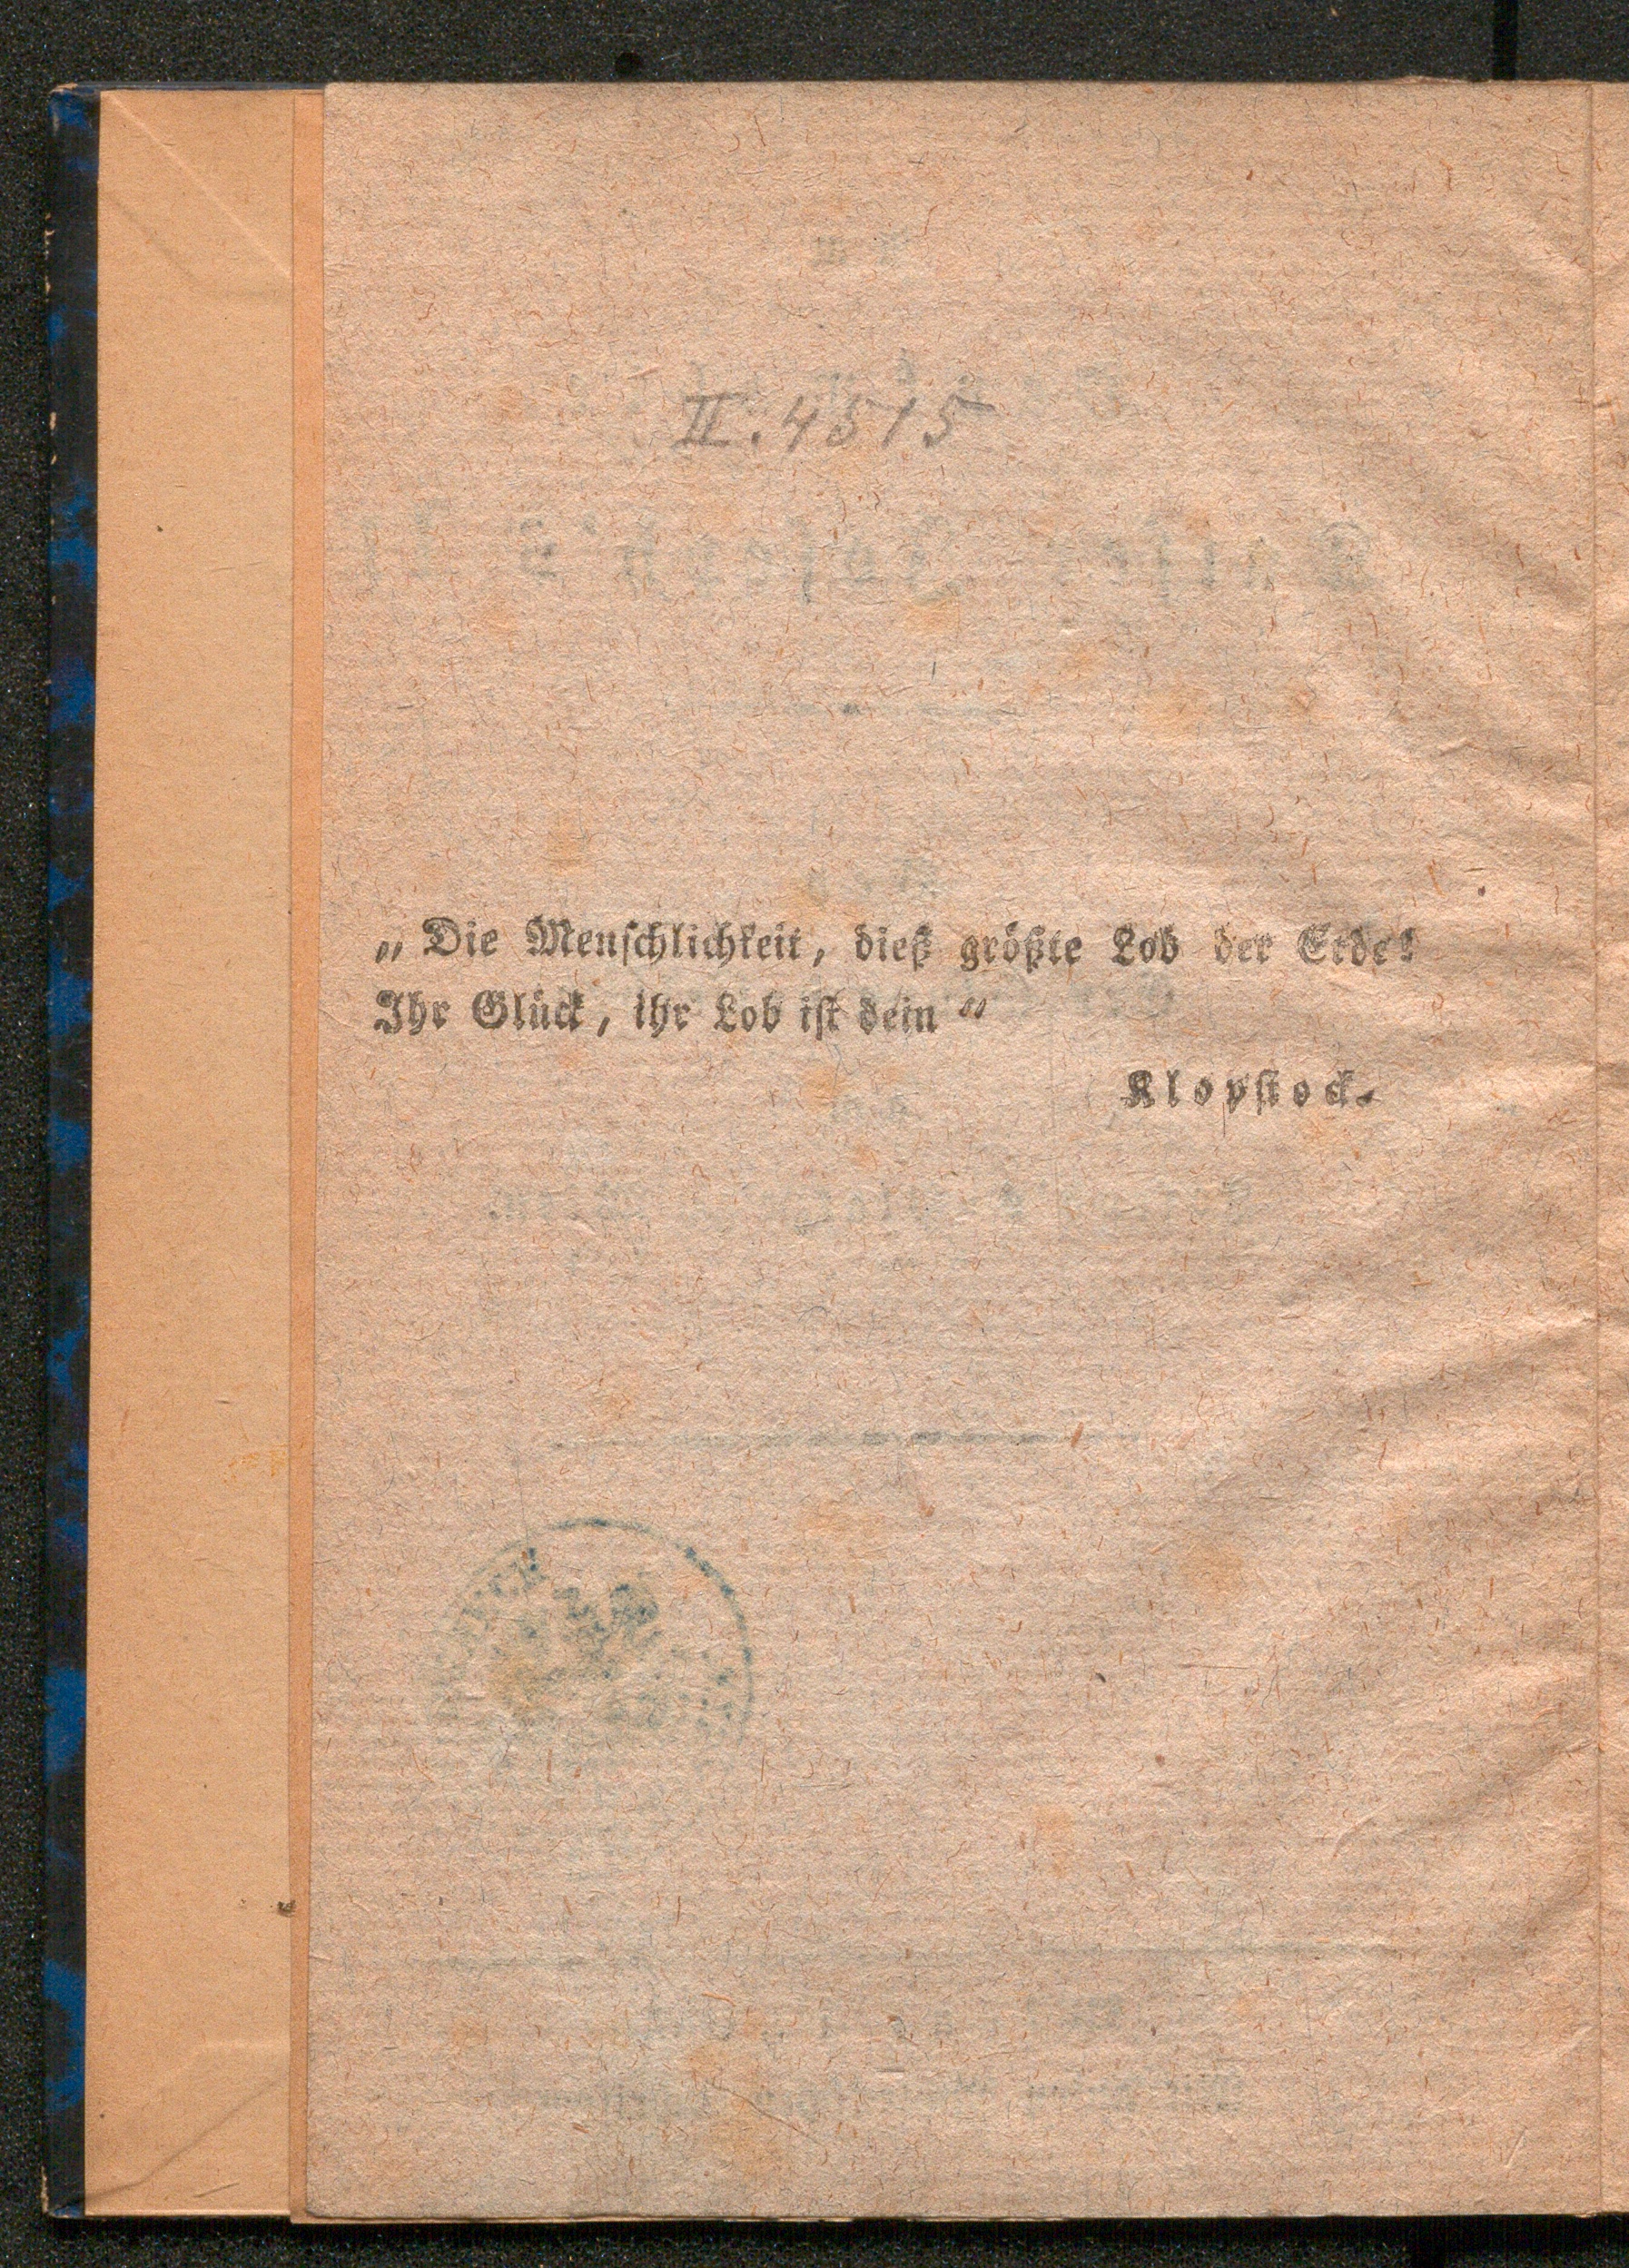 II. 4515
„Die Menschlichkeit, dieß größte Lob der Erde!
Ihr Glück, ihr Lob ist dein“
Klopstock.